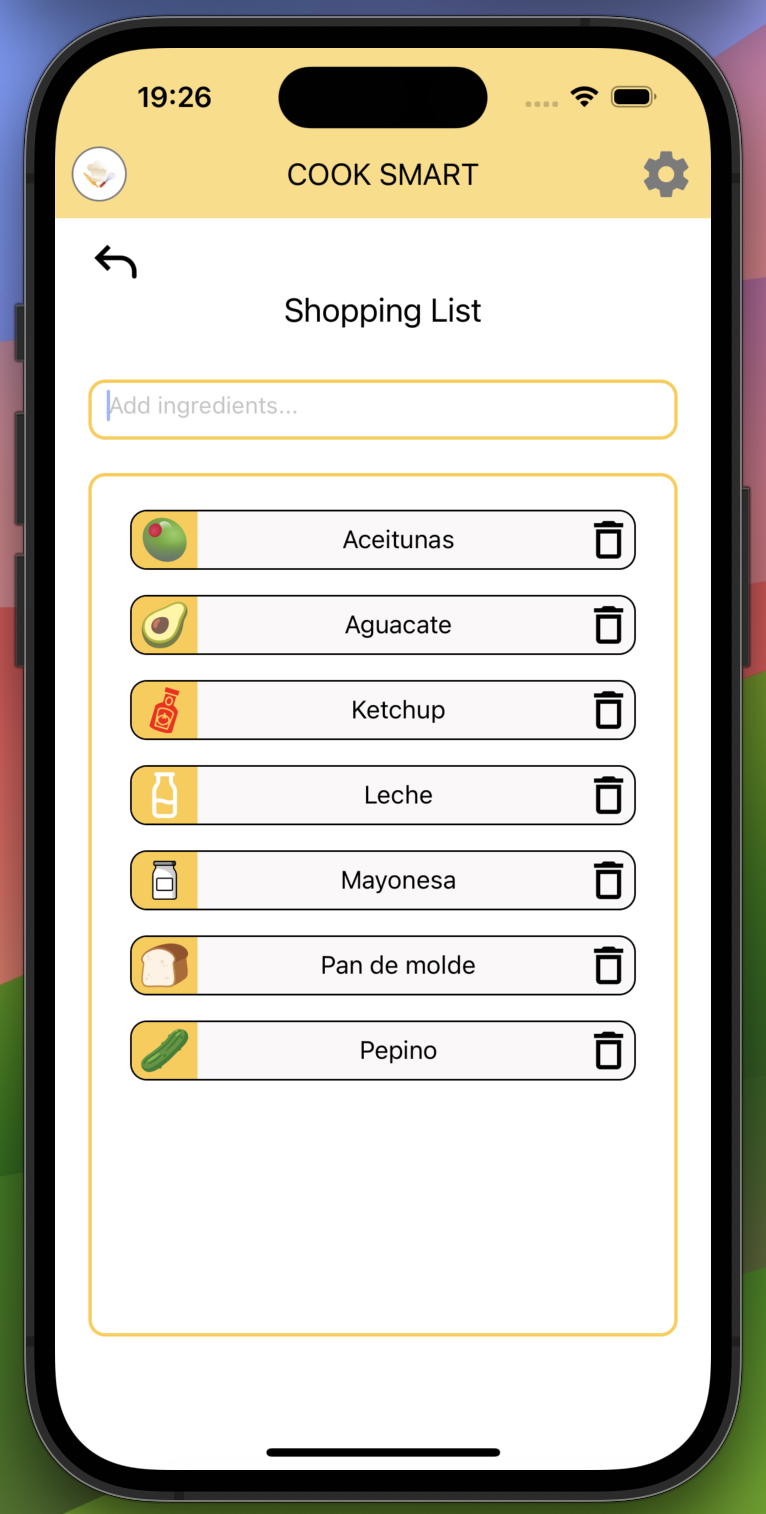 19:26
COOK SMART
Shopping List
Add ingredients...
Aceitunas
Aguacate
Ketchup
Leche
Mayonesa
Pan de molde
Pepino